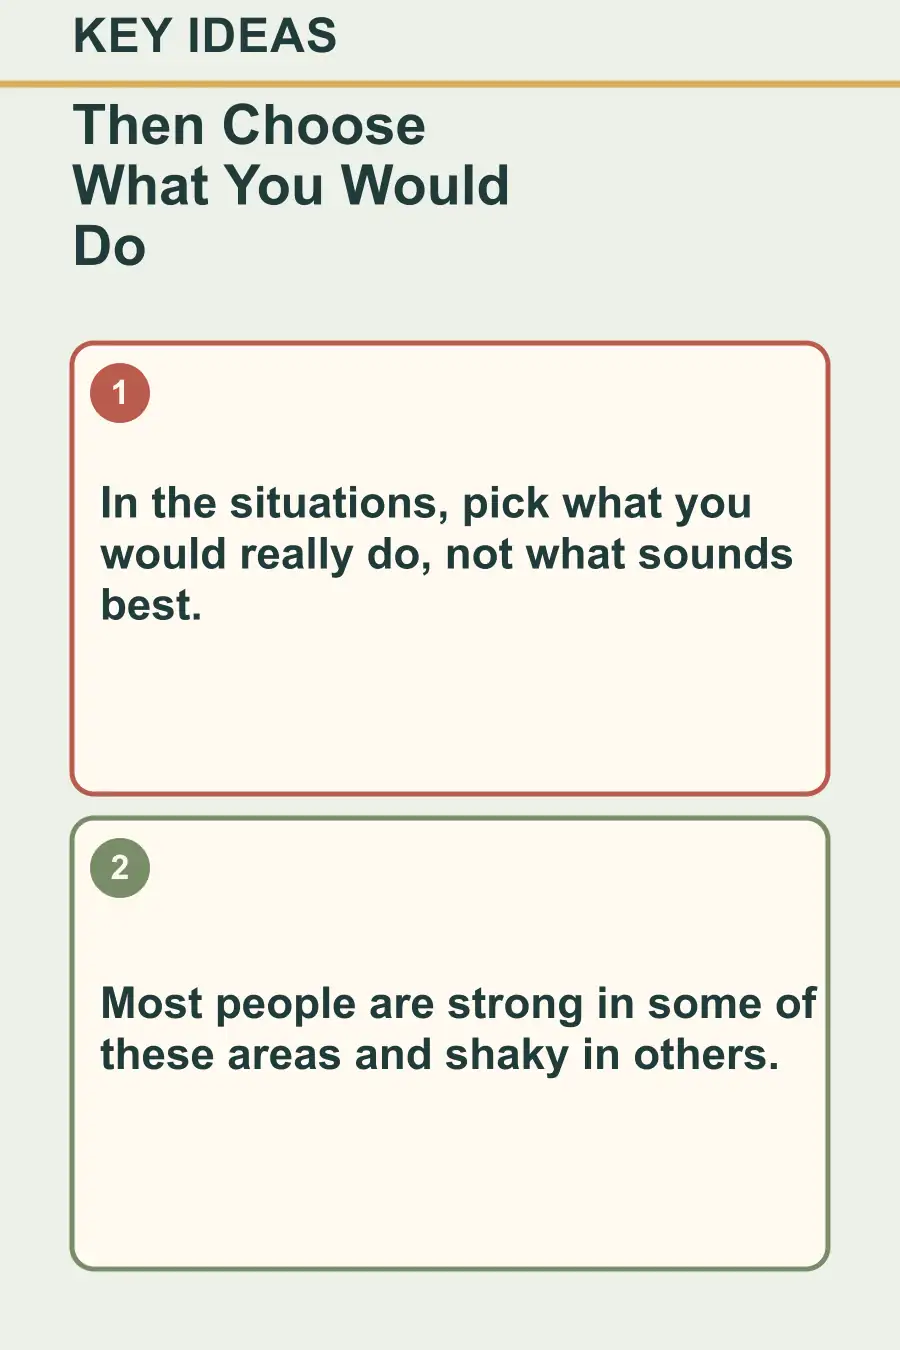 KEY IDEAS
Then Choose
What You Would
Do
1
In the situations, pick what you
would really do, not what sounds
best.
2
Most people are strong in some of
these areas and shaky in others.